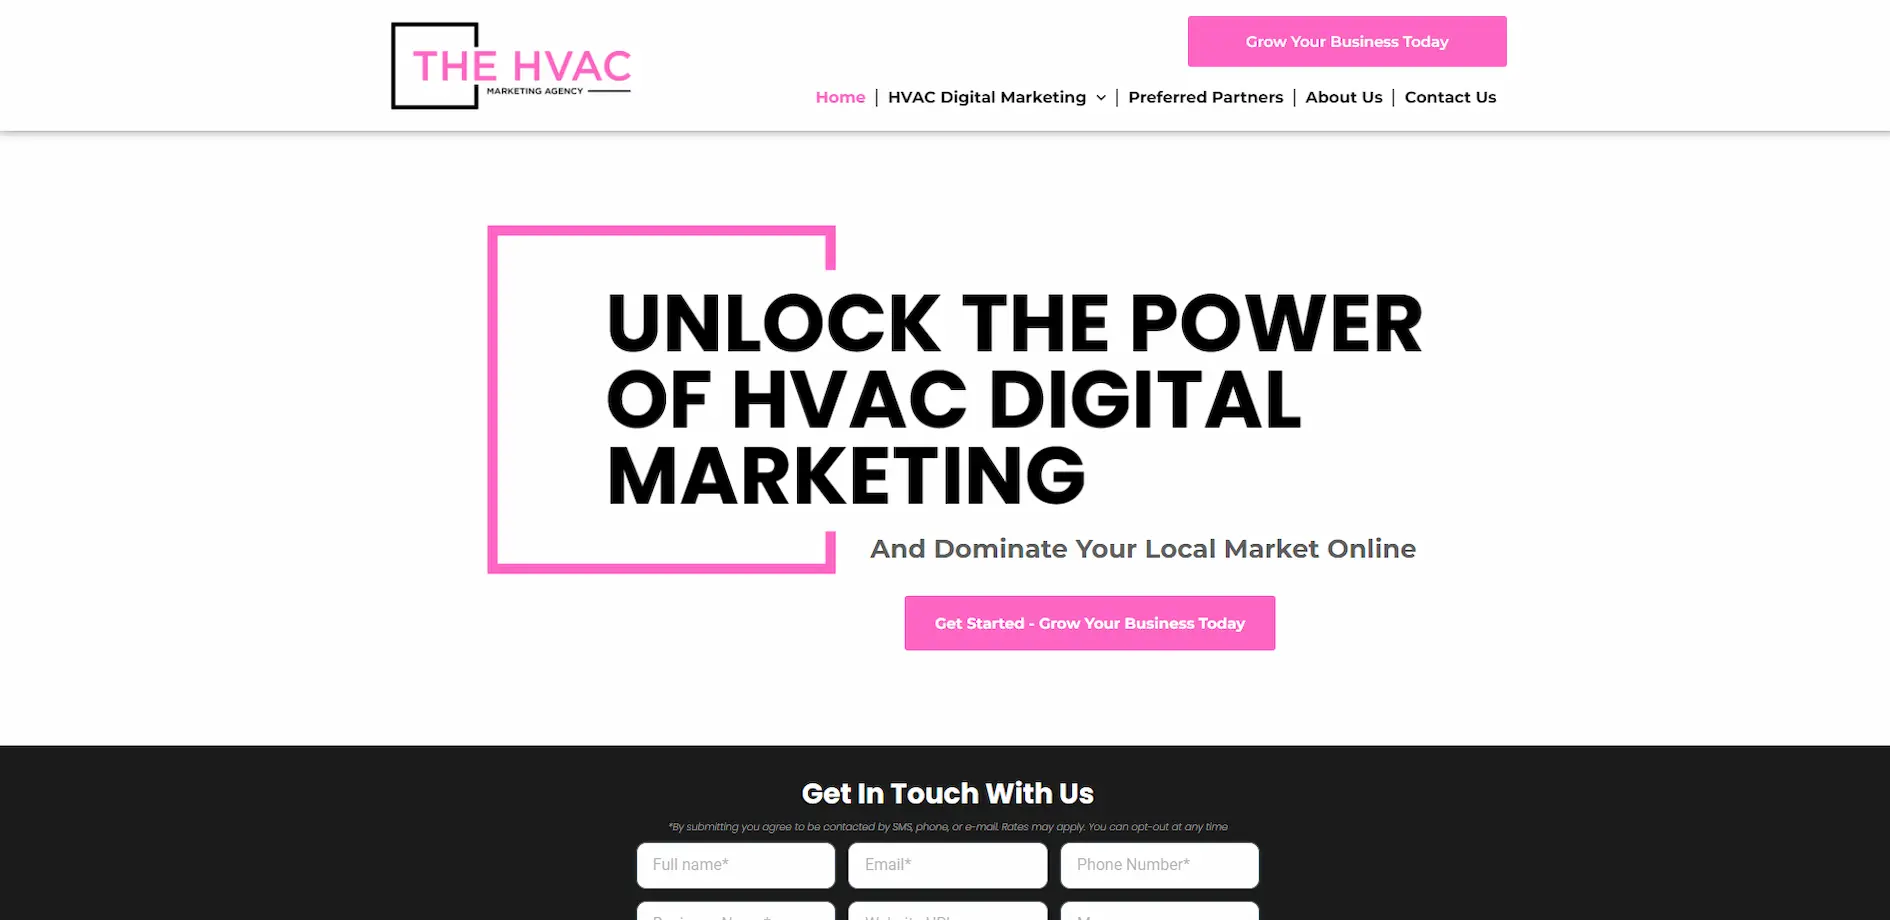 THE HVAC
MARKETING AGENCY
Grow Your Business Today
Home | HVAC Digital Marketing | Preferred Partners | About Us | Contact Us
UNLOCK THE POWER
OF HVAC DIGITAL
MARKETING
And Dominate Your Local Market Online
Get Started - Grow Your Business Today
Get In Touch With Us
*By submitting you agree to be contacted by SMS, phone, or e-mail. Rates may apply. You can opt-out at any time
Full name* Email* Phone Number*